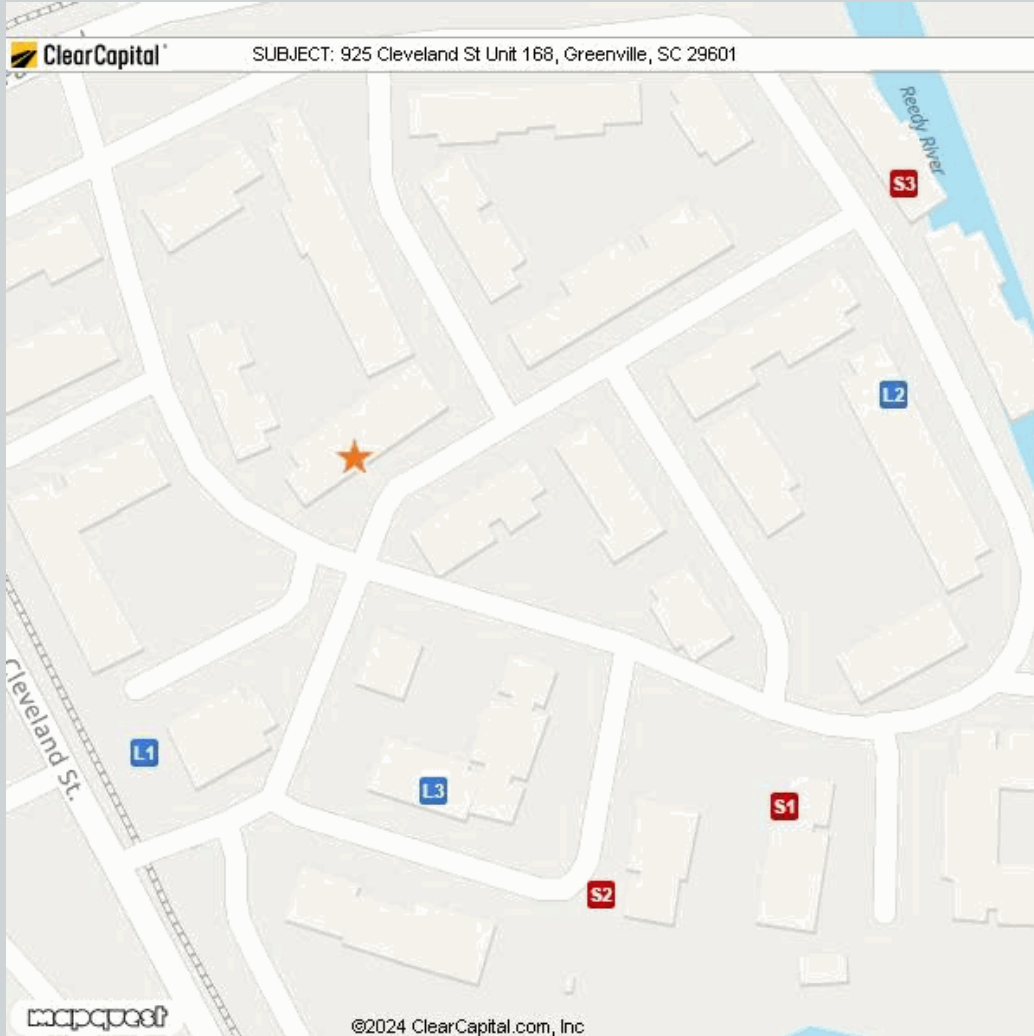 ClearCapital
SUBJECT: 925 Cleveland St Unit 168, Greenville, SC 29601
Reedy River
S3
L2
Cleveland St.
L1
L3
S1
S2
mapquest
©2024 ClearCapital.com, Inc